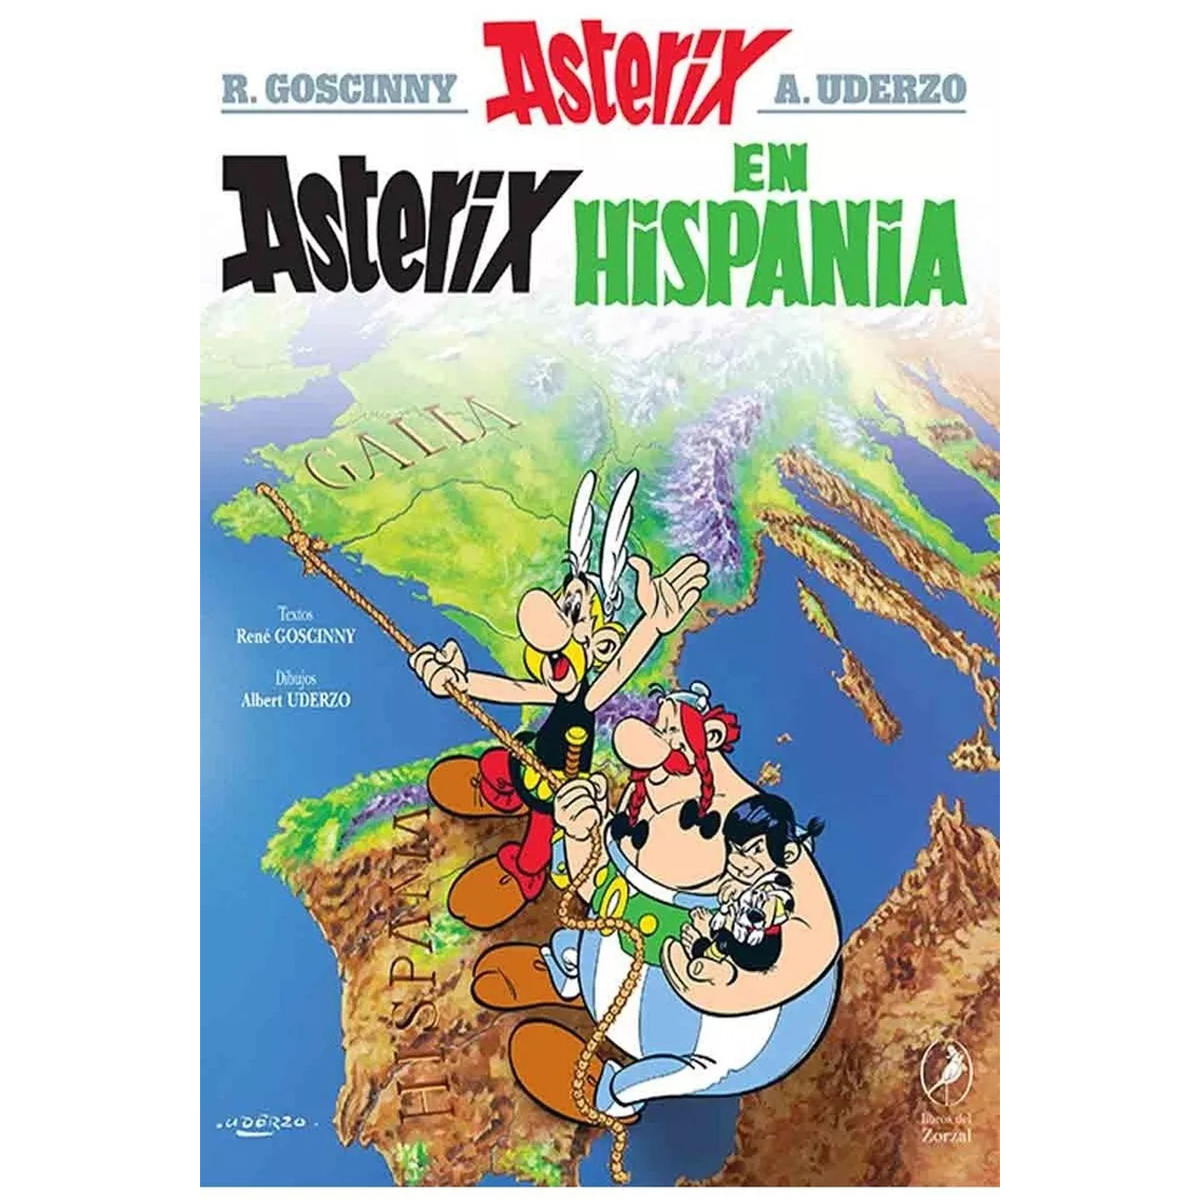 Asterix
R. GOSCINNY A. UDERZO
Asterix
EN
HISPANIA
GALIA
Textos
René GOSCINNY
Dibujos
Albert UDERZO
HISPANIA
UDERZO
libros del
Zorzal